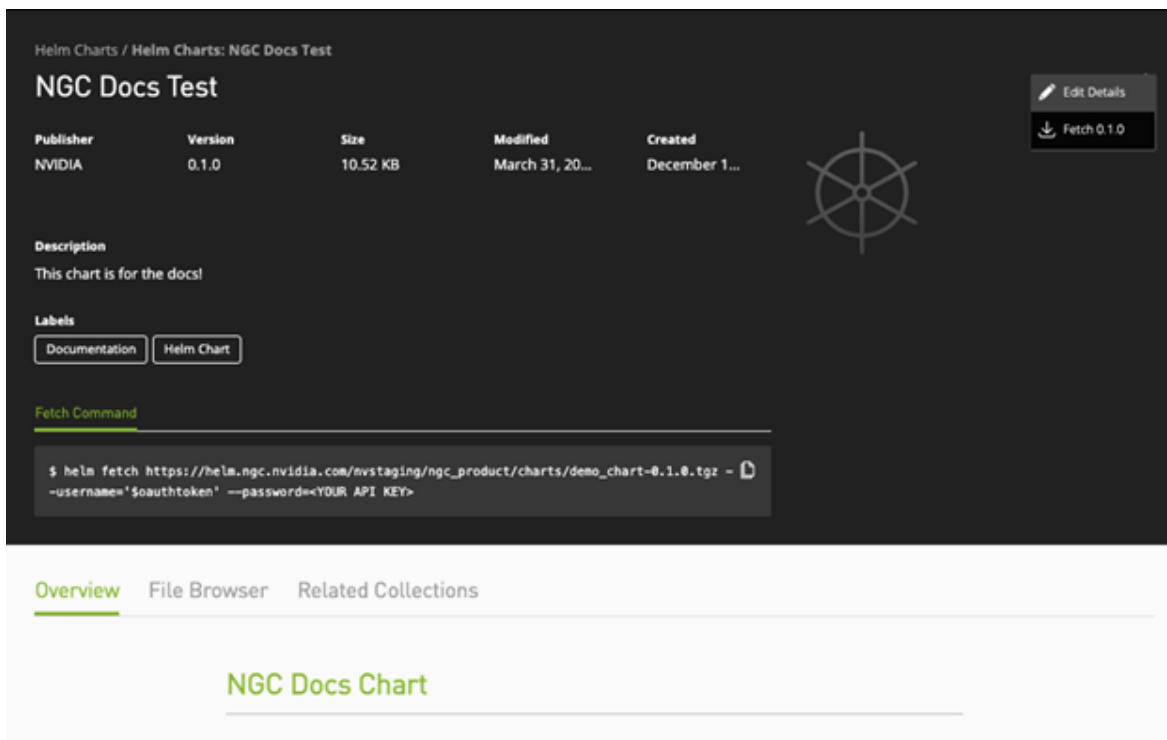 Helm Charts / Helm Charts: NGC Docs Test
NGC Docs Test
Edit Details
Fetch 0.1.0
Publisher Version Size Modified Created
NVIDIA 0.1.0 10.52 KB March 31, 20... December 1...
Description
This chart is for the docs!
Labels
Documentation Helm Chart
Fetch Command
$ helm fetch https://helm.ngc.nvidia.com/nvstaging/ngc_product/charts/demo_chart-0.1.0.tgz -
-username='$oauthtoken' --password=<YOUR API KEY>
Overview File Browser Related Collections
NGC Docs Chart